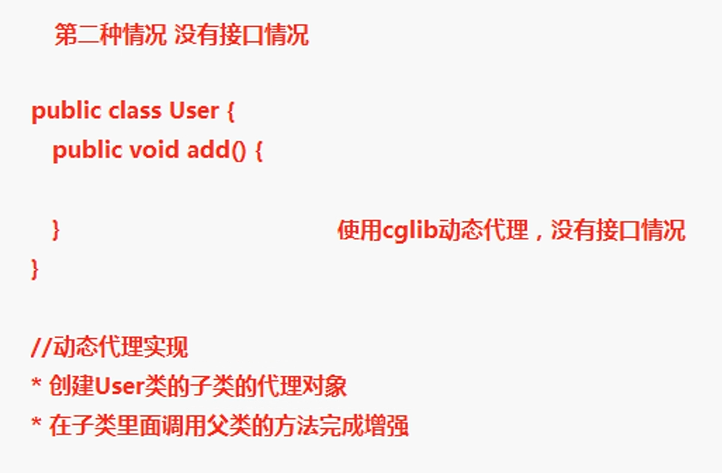 第二种情况 没有接口情况
public class User {
public void add() {
}
使用cglib动态代理，没有接口情况
}
//动态代理实现
* 创建User类的子类的代理对象
* 在子类里面调用父类的方法完成增强